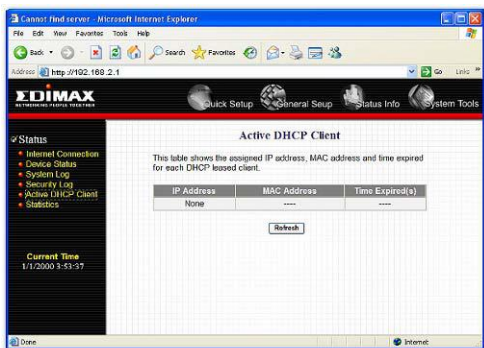 Cannot find server - Microsoft Internet Explorer
File Edit View Favorites Tools Help
Back Search Favorites
Address http://192.168.2.1 Go Links »
EDIMAX
NETWORKING PEOPLE TOGETHER
Quick Setup General Seup Status Info System Tools
Status
Internet Connection
Device Status
System Log
Security Log
Active DHCP Client
Statistics
Current Time
1/1/2000 3:53:37
Active DHCP Client
This table shows the assigned IP address, MAC address and time expired
for each DHCP leased client.
IP Address MAC Address Time Expired(s)
None ---- ----
Refresh
Done Internet